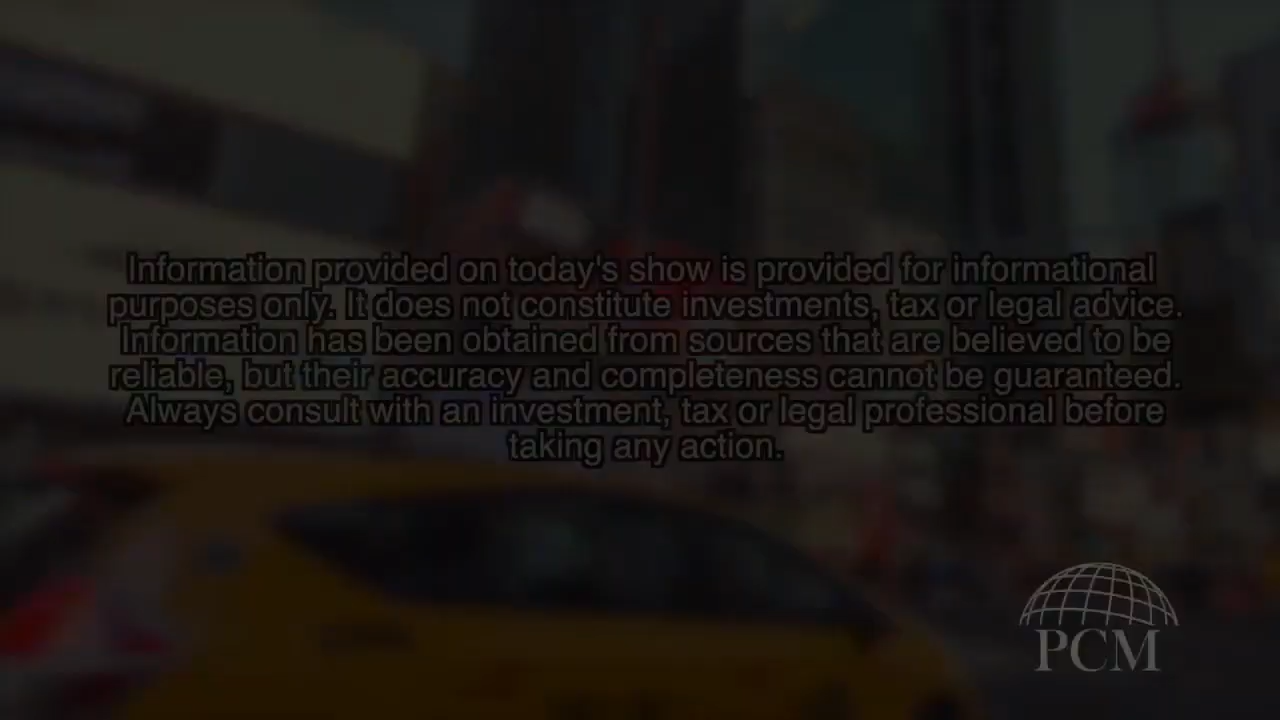 Information provided on today's show is provided for informational
purposes only. It does not constitute investments, tax or legal advice.
Information has been obtained from sources that are believed to be
reliable, but their accuracy and completeness cannot be guaranteed.
Always consult with an investment, tax or legal professional before
taking any action.
PCM